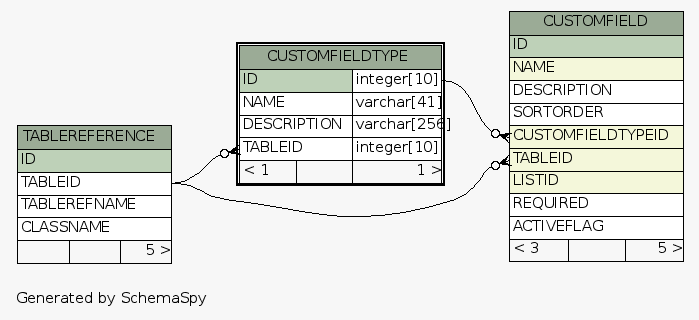 TABLEREFERENCE
ID
TABLEID
TABLEREFNAME
CLASSNAME
5 >
CUSTOMFIELDTYPE
ID integer[10]
NAME varchar[41]
DESCRIPTION varchar[256]
TABLEID integer[10]
< 1 1 >
CUSTOMFIELD
ID
NAME
DESCRIPTION
SORTORDER
CUSTOMFIELDTYPEID
TABLEID
LISTID
REQUIRED
ACTIVEFLAG
< 3 5 >
Generated by SchemaSpy